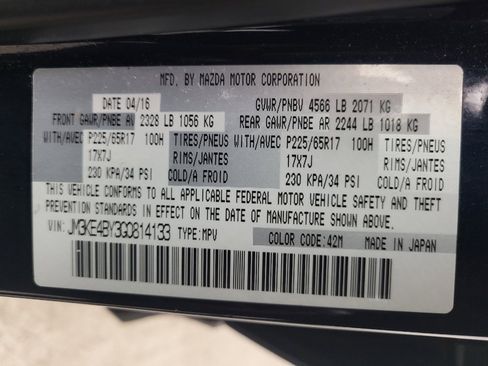 MFD. BY MAZDA MOTOR CORPORATION
DATE 04/16 GVWR/PNBV 4566 LB 2071 KG
FRONT GAWR/PNBE AV 2328 LB 1056 KG REAR GAWR/PNBE AR 2244 LB 1018 KG
WITH/AVEC P225/65R17 100H TIRES/PNEUS WITH/AVEC P225/65R17 100H TIRES/PNEUS
17X7J RIMS/JANTES 17X7J RIMS/JANTES
230 KPA/34 PSI COLD/A FROID 230 KPA/34 PSI COLD/A FROID
THIS VEHICLE CONFORMS TO ALL APPLICABLE FEDERAL MOTOR VEHICLE SAFETY AND THEFT
PREVENTION STANDARDS IN EFFECT ON THE DATE OF MANUFACTURE SHOWN ABOVE.
VIN: JM3KE4BY3G0814133 TYPE:MPV COLOR CODE:42M MADE IN JAPAN